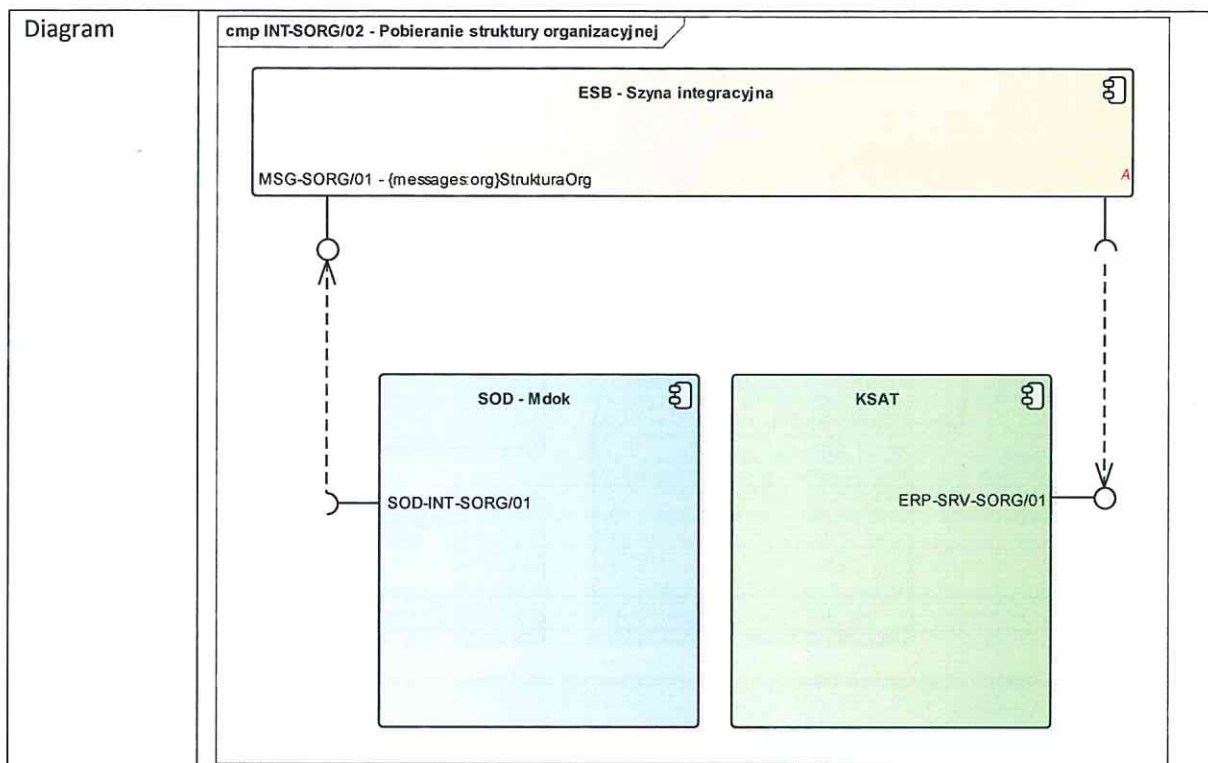 Diagram
cmp INT-SORG/02 - Pobieranie struktury organizacyjnej
ESB - Szyna integracyjna
MSG-SORG/01 - {messages:org}StrukturaOrg
A
SOD - Mdok
KSAT
SOD-INT-SORG/01
ERP-SRV-SORG/01